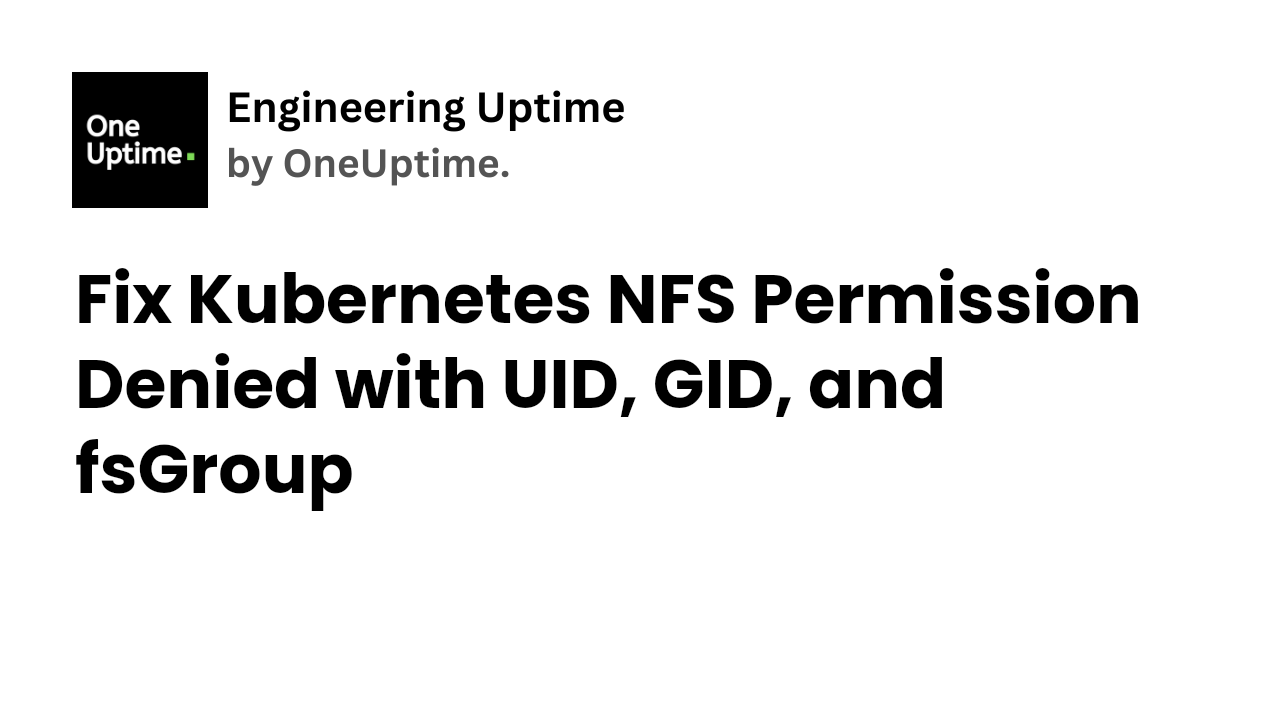 One
Uptime.
Engineering Uptime
by OneUptime.
Fix Kubernetes NFS Permission
Denied with UID, GID, and
fsGroup